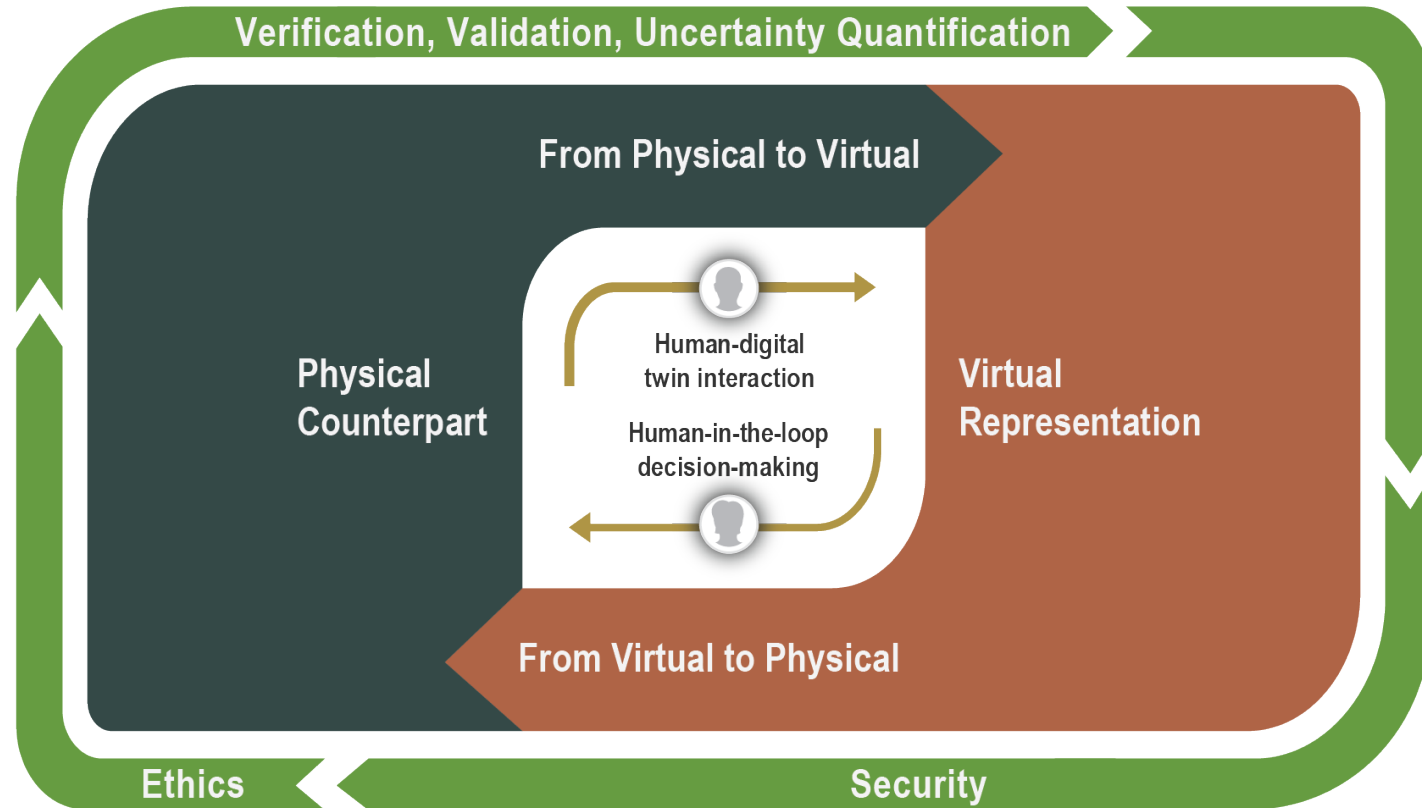 Verification, Validation, Uncertainty Quantification
From Physical to Virtual
Human-digital
twin interaction
Physical
Counterpart
Virtual
Representation
Human-in-the-loop
decision-making
From Virtual to Physical
Ethics
Security